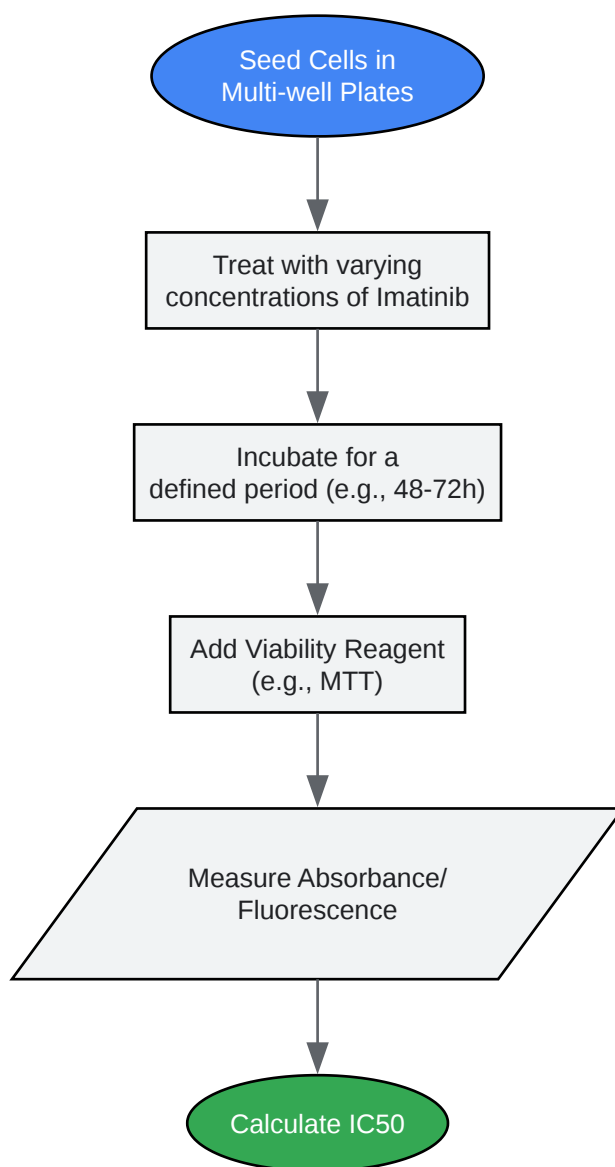 Seed Cells in
Multi-well Plates
Treat with varying
concentrations of Imatinib
Incubate for a
defined period (e.g., 48-72h)
Add Viability Reagent
(e.g., MTT)
Measure Absorbance/
Fluorescence
Calculate IC50